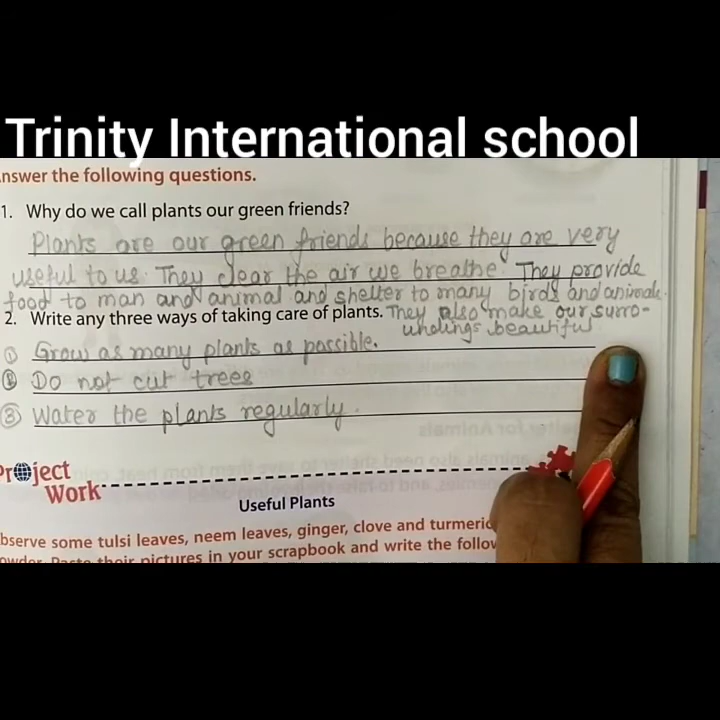 Trinity International school
nswer the following questions.
1. Why do we call plants our green friends?
Plants are our green friends because they are very
useful to us. They clear the air we breathe. They provide
food to man and animal and shelter to many birds and animals.
2. Write any three ways of taking care of plants. They also make our surro-
undings beautiful
① Grow as many plants as possible.
② Do not cut trees
③ Water the plants regularly.
Project
Work
Useful Plants
bserve some tulsi leaves, neem leaves, ginger, clove and turmeric
owder. Paste their pictures in your scrapbook and write the follow